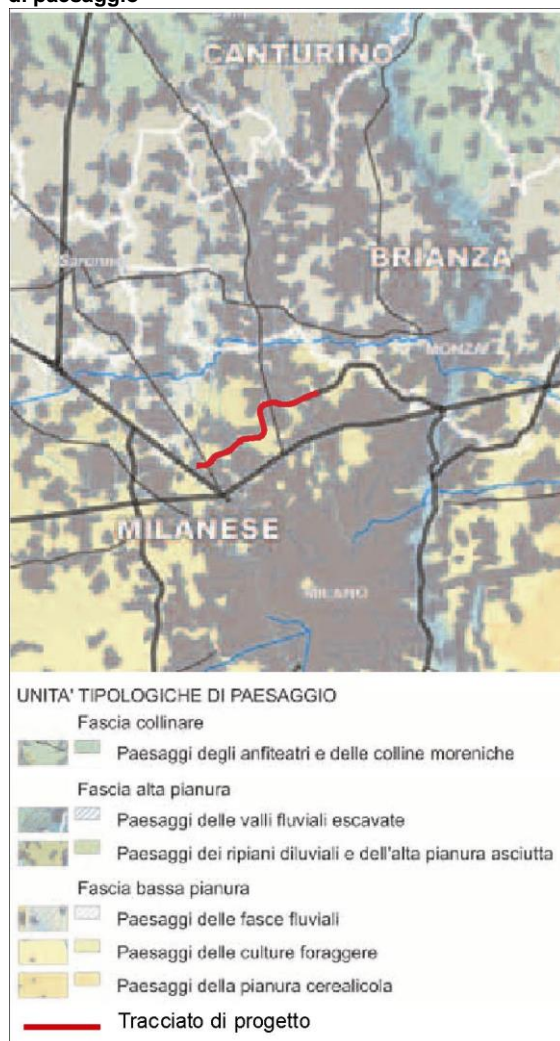 di paesaggio
CANTURINO
Saronno
BRIANZA
MONZA
MILANESE
MILANO
UNITA' TIPOLOGICHE DI PAESAGGIO
Fascia collinare
Paesaggi degli anfiteatri e delle colline moreniche
Fascia alta pianura
Paesaggi delle valli fluviali escavate
Paesaggi dei ripiani diluviali e dell'alta pianura asciutta
Fascia bassa pianura
Paesaggi delle fasce fluviali
Paesaggi delle culture foraggere
Paesaggi della pianura cerealicola
Tracciato di progetto